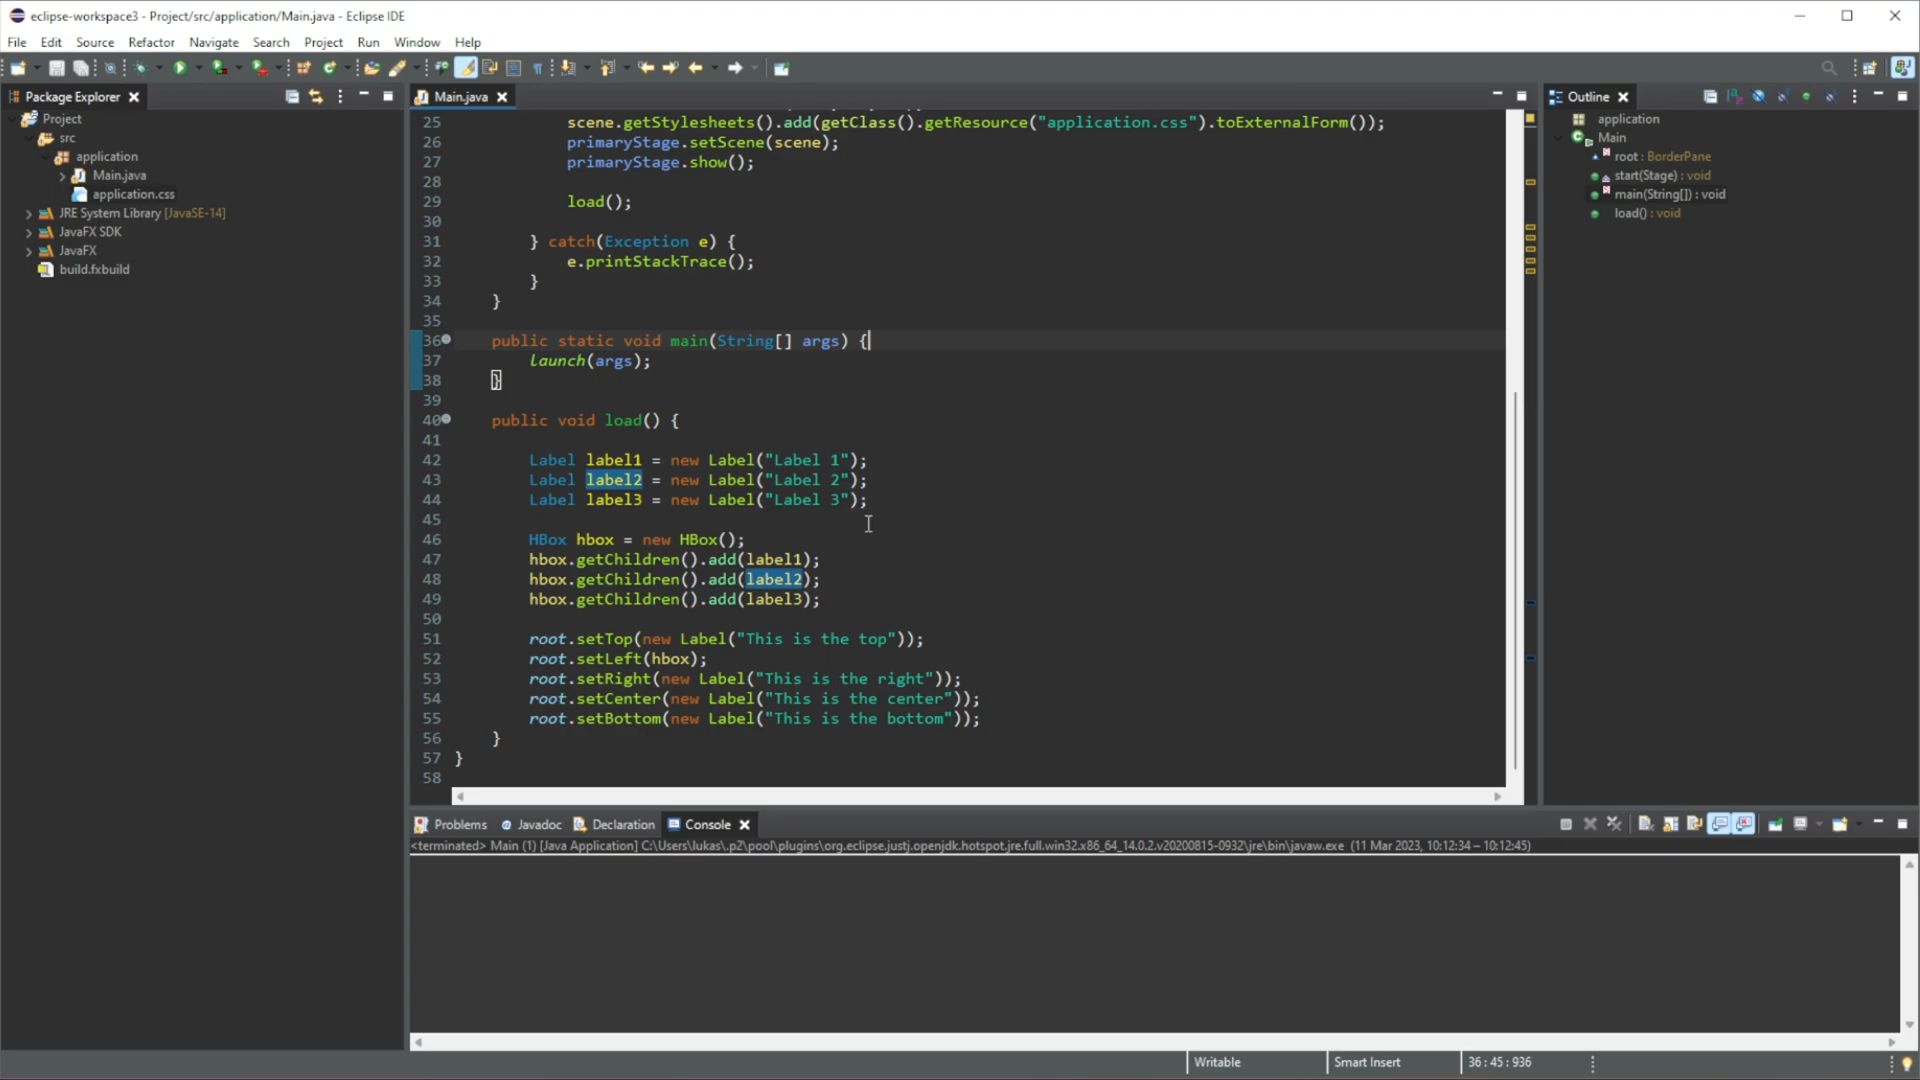 eclipse-workspace3 - Project/src/application/Main.java - Eclipse IDE
File Edit Source Refactor Navigate Search Project Run Window Help
Package Explorer
Project
src
application
Main.java
application.css
JRE System Library [JavaSE-14]
JavaFX SDK
JavaFX
build.fxbuild
Main.java
25 scene.getStylesheets().add(getClass().getResource("application.css").toExternalForm());
26 primaryStage.setScene(scene);
27 primaryStage.show();
28
29 load();
30
31 } catch(Exception e) {
32 e.printStackTrace();
33 }
34 }
35
36 public static void main(String[] args) {
37 launch(args);
38 }
39
40 public void load() {
41
42 Label label1 = new Label("Label 1");
43 Label label2 = new Label("Label 2");
44 Label label3 = new Label("Label 3");
45
46 HBox hbox = new HBox();
47 hbox.getChildren().add(label1);
48 hbox.getChildren().add(label2);
49 hbox.getChildren().add(label3);
50
51 root.setTop(new Label("This is the top"));
52 root.setLeft(hbox);
53 root.setRight(new Label("This is the right"));
54 root.setCenter(new Label("This is the center"));
55 root.setBottom(new Label("This is the bottom"));
56 }
57 }
58
Outline
application
Main
root : BorderPane
start(Stage) : void
main(String[]) : void
load() : void
Problems Javadoc Declaration Console
<terminated> Main (1) [Java Application] C:\Users\lukas\.p2\pool\plugins\org.eclipse.justj.openjdk.hotspot.jre.full.win32.x86_64_14.0.2.v20200815-0932\jre\bin\javaw.exe (11 Mar 2023, 10:12:34 – 10:12:45)
Writable Smart Insert 36 : 45 : 936